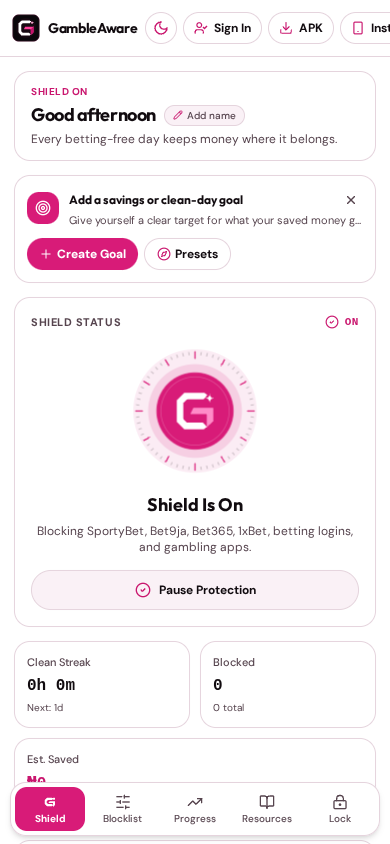 GambleAware
Sign In
APK
SHIELD ON
Good afternoon
Add name
Every betting-free day keeps money where it belongs.
Add a savings or clean-day goal
Give yourself a clear target for what your saved money g...
Create Goal
Presets
SHIELD STATUS
ON
Shield Is On
Blocking SportyBet, Bet9ja, Bet365, 1xBet, betting logins,
and gambling apps.
Pause Protection
Clean Streak
0h 0m
Next: 1d
Blocked
0
0 total
Est. Saved
Shield
Blocklist
Progress
Resources
Lock